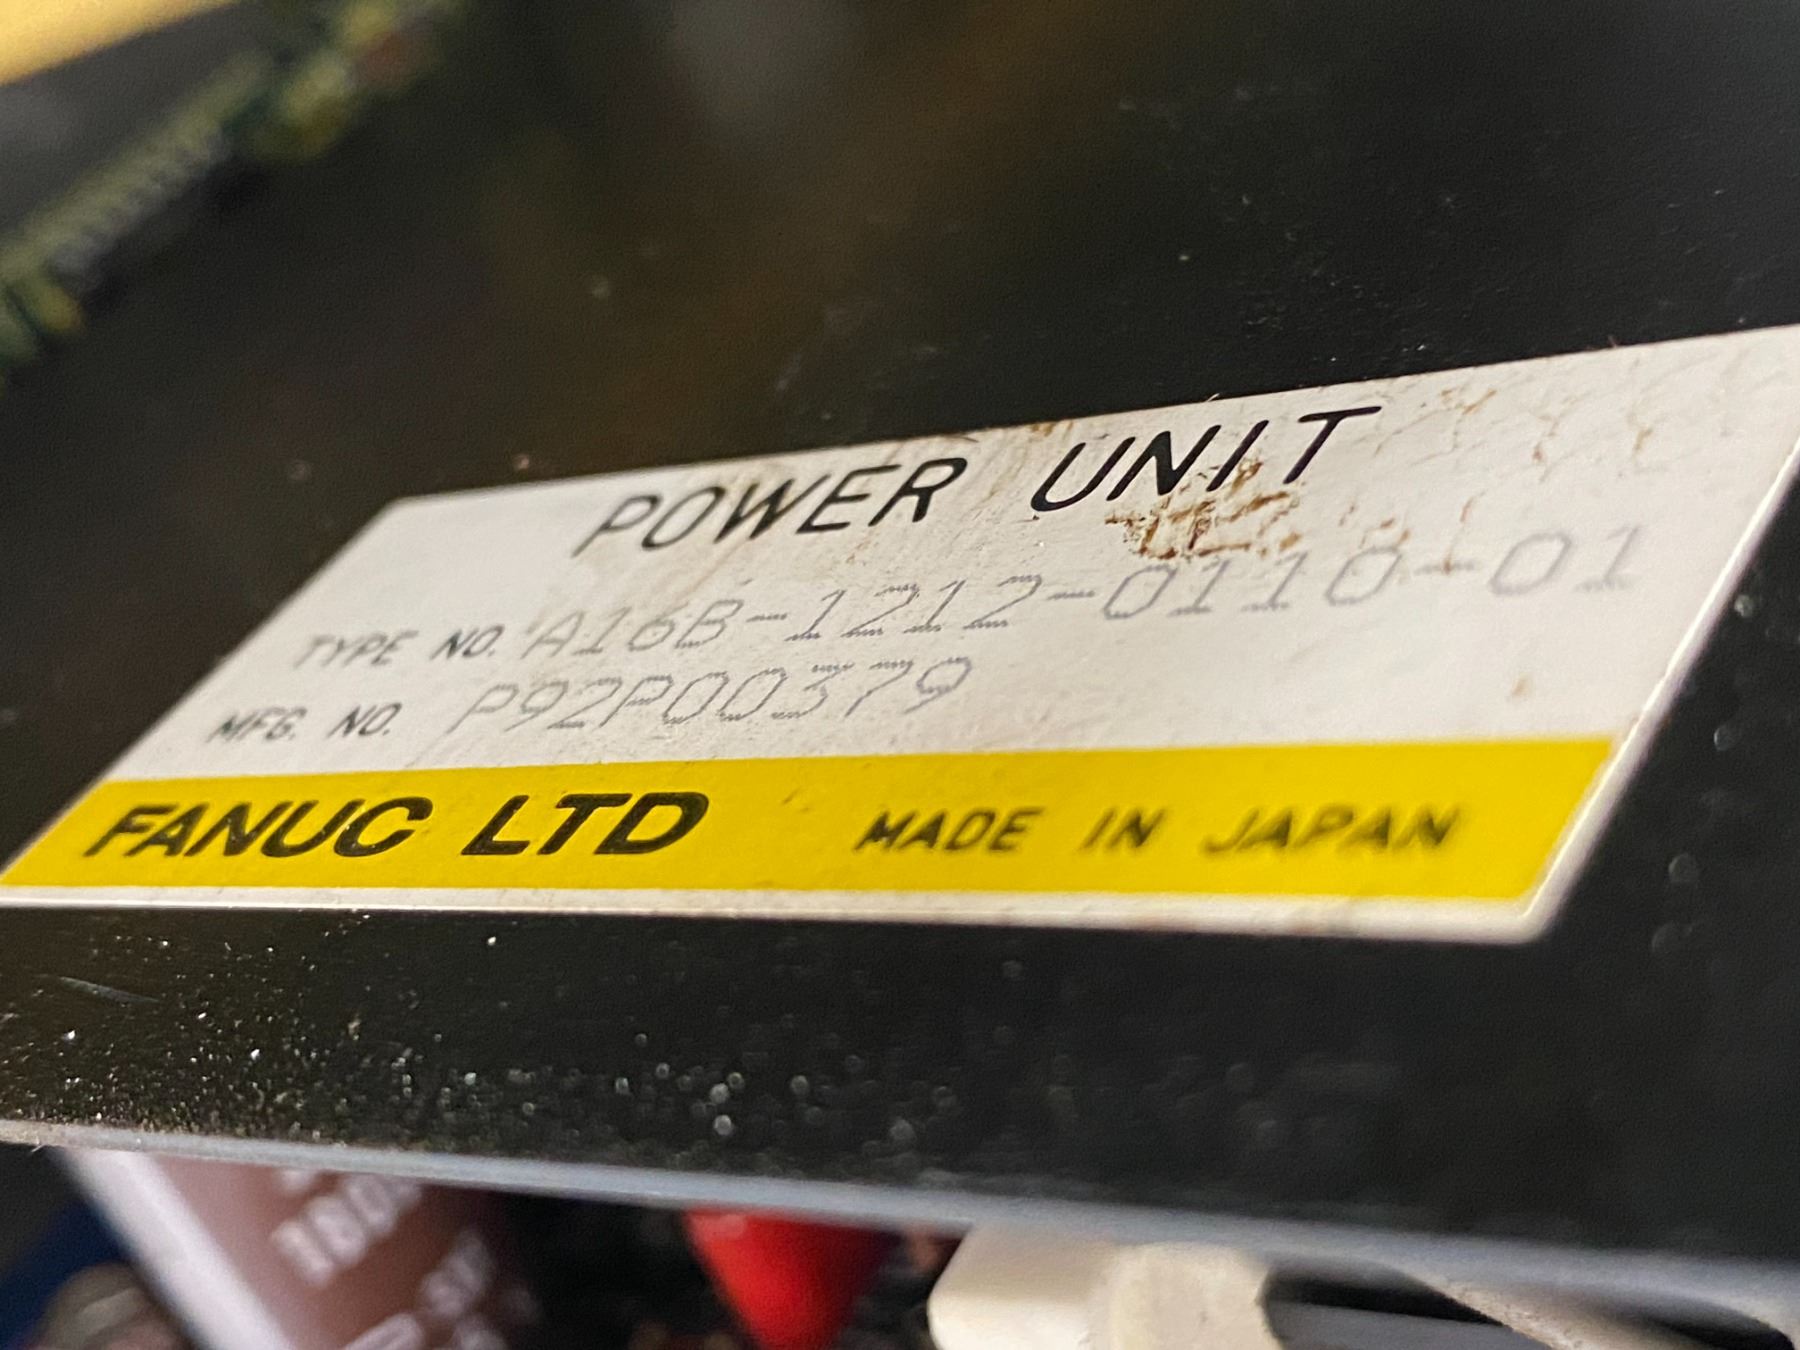 POWER UNIT
TYPE NO. A16B-1212-0110-01
MFG. NO. P92P00379
FANUC LTD MADE IN JAPAN